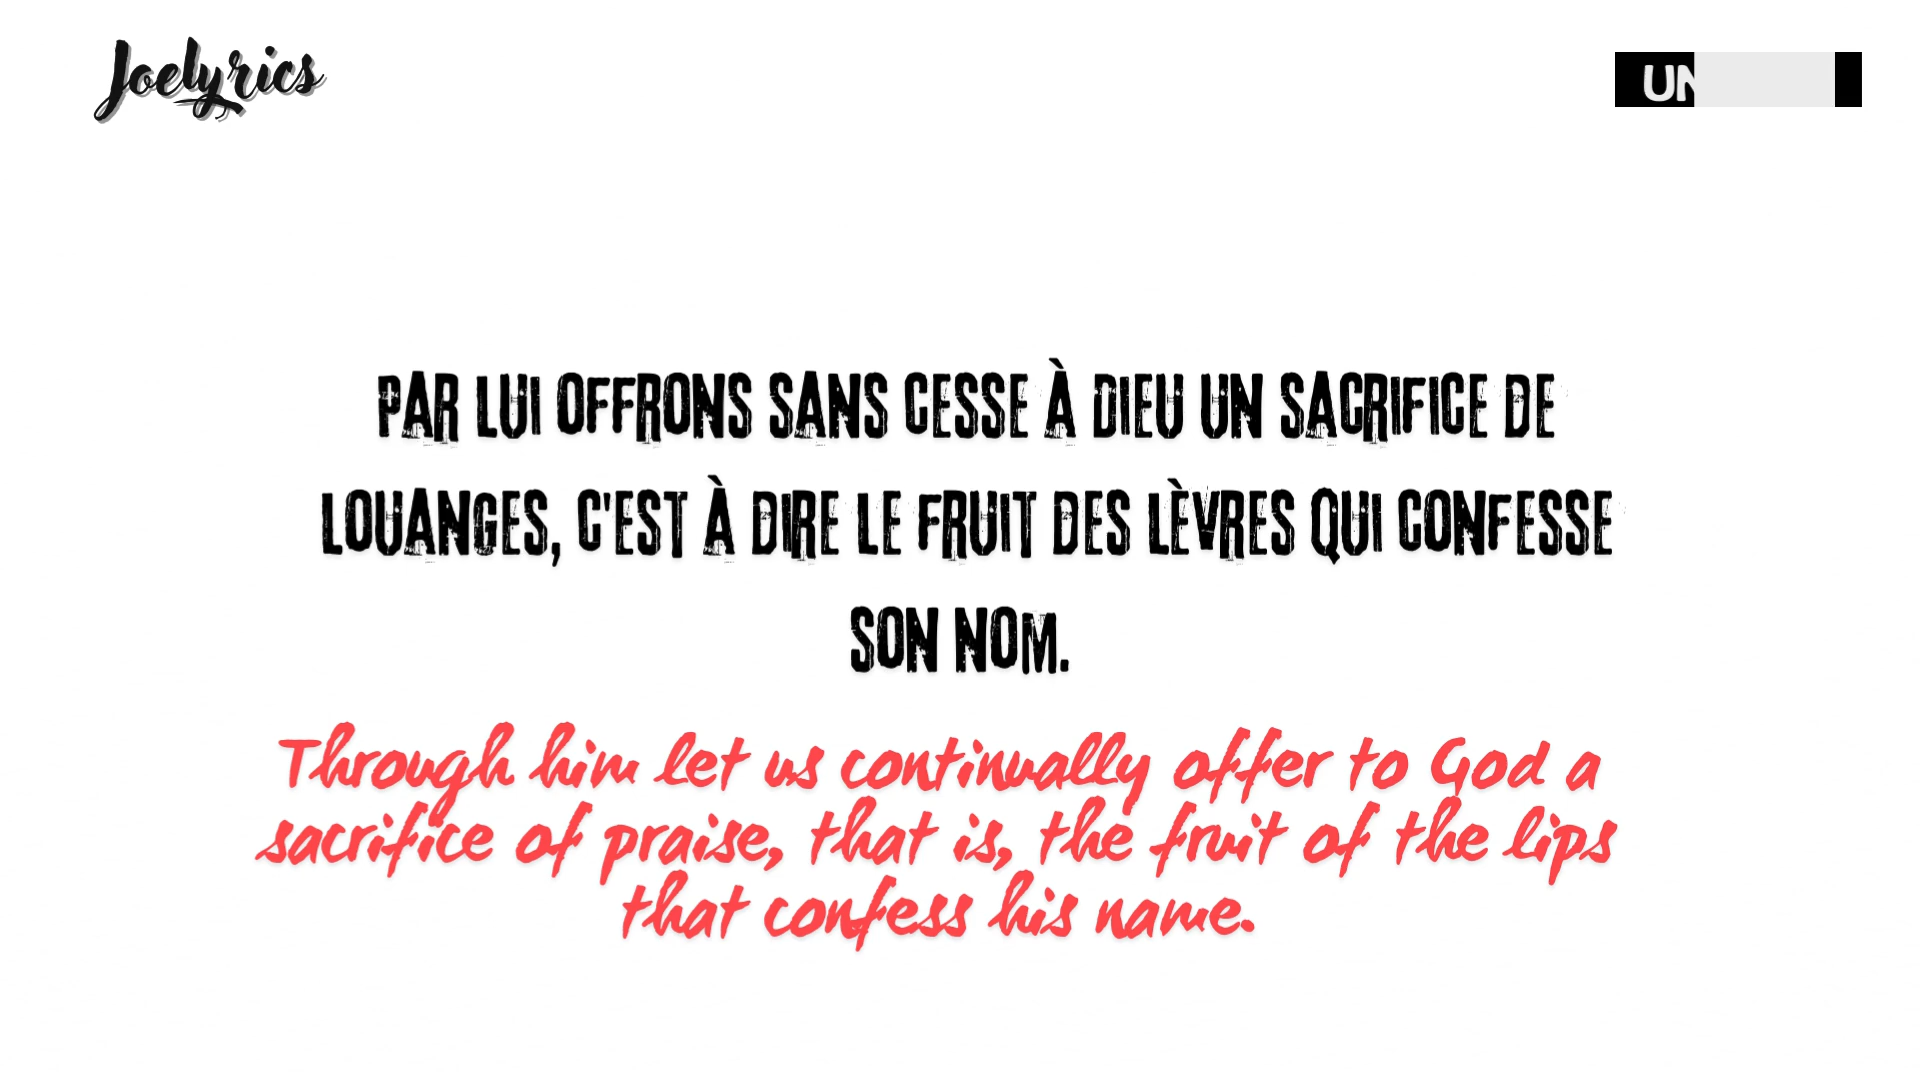 Joelyrics
UN
PAR LUI OFFRONS SANS CESSE À DIEU UN SACRIFICE DE
LOUANGES, C'EST À DIRE LE FRUIT DES LÈVRES QUI CONFESSE
SON NOM.
Through him let us continually offer to God a
sacrifice of praise, that is, the fruit of the lips
that confess his name.